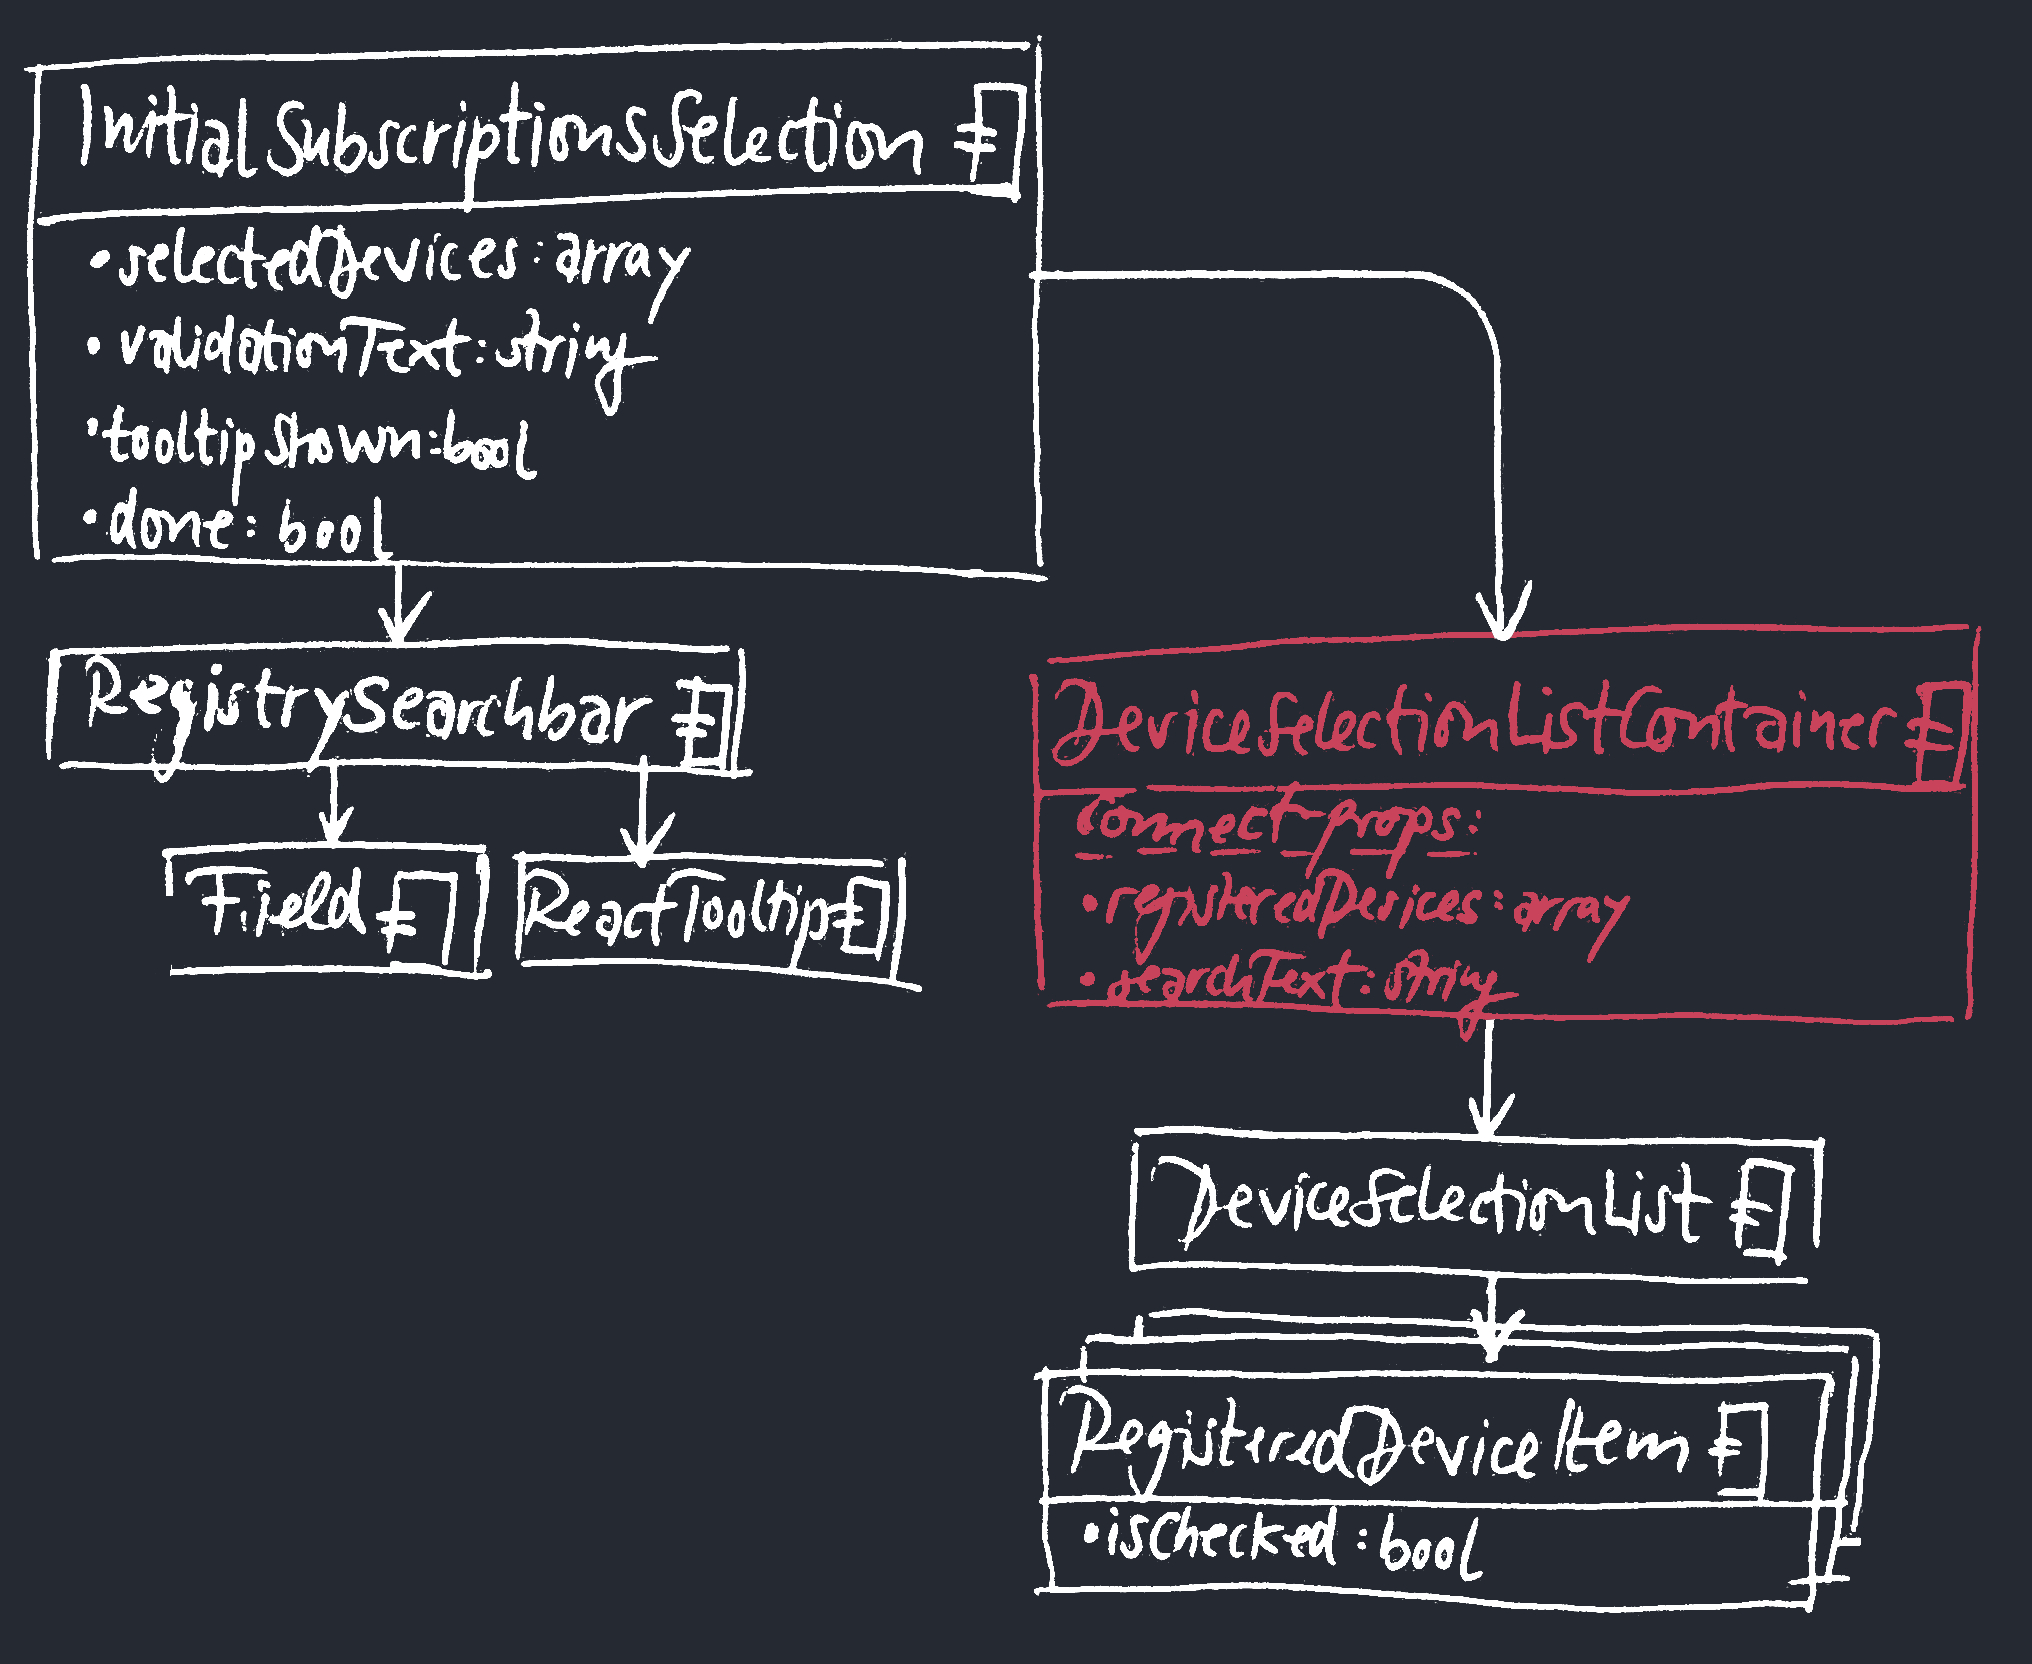 InitialSubscriptionsSelection
• selectedDevices: array
• validationText: string
• tooltipShown: bool
• done: bool
RegistrySearchbar
Field
ReactTooltip
DeviceSelectionListContainer
Connect-props:
• registeredDevices: array
• searchText: string
DeviceSelectionList
RegisteredDeviceItem
• isChecked: bool